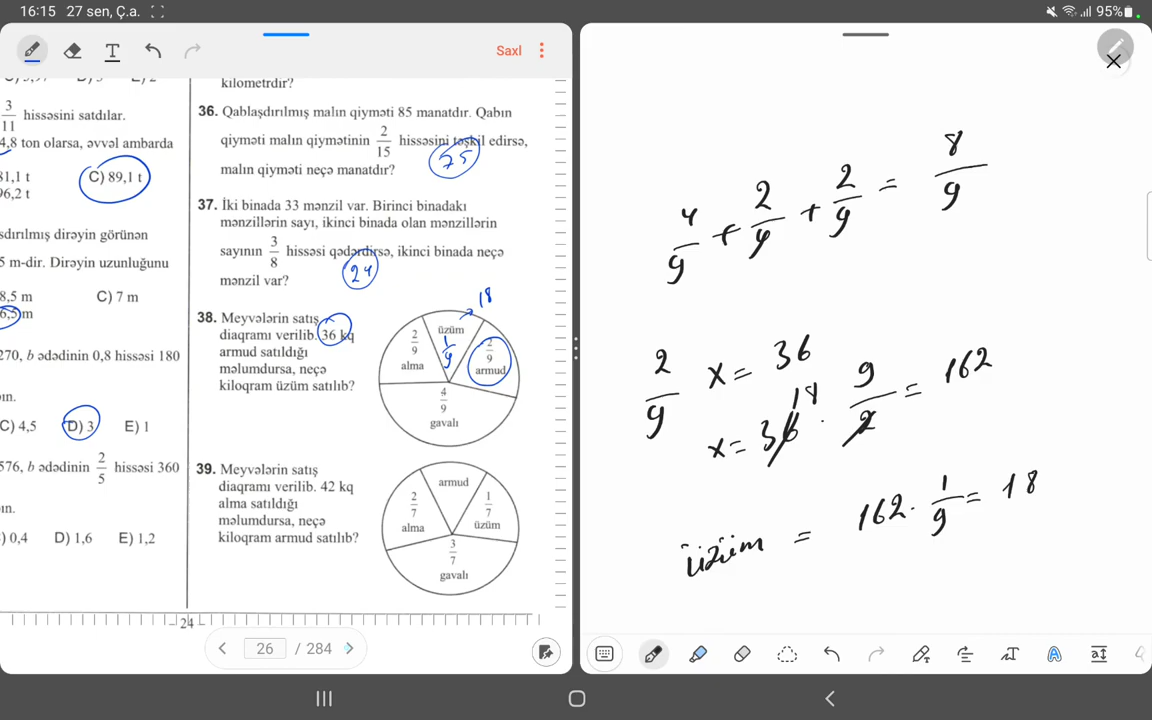 16:15 27 sen, Ç.a.
95%
Saxl
kilometrdir?
3/11 hissəsini satdılar.
4,8 ton olarsa, əvvəl ambarda
81,1 t C) 89,1 t
96,2 t
sdırılmış dirəyin görünən
5 m-dir. Dirəyin uzunluğunu
8,5 m C) 7 m
6,5 m
270, b ədədinin 0,8 hissəsi 180
ın.
C) 4,5 D) 3 E) 1
576, b ədədinin 2/5 hissəsi 360
ın.
) 0,4 D) 1,6 E) 1,2
36. Qablaşdırılmış malın qiyməti 85 manatdır. Qabın
qiyməti malın qiymətinin 2/15 hissəsini təşkil edirsə,
malın qiyməti neçə manatdır?
75
37. İki binada 33 mənzil var. Birinci binadakı
mənzillərin sayı, ikinci binada olan mənzillərin
sayının 3/8 hissəsi qədərdirsə, ikinci binada neçə
mənzil var?
24
38. Meyvələrin satış
diaqramı verilib. 36 kq
armud satıldığı
məlumdursa, neçə
kiloqram üzüm satılıb?
18
üzüm
1/9
2/9
alma
2/9
armud
4/9
gavalı
39. Meyvələrin satış
diaqramı verilib. 42 kq
alma satıldığı
məlumdursa, neçə
kiloqram armud satılıb?
armud
2/7
alma
1/7
üzüm
3/7
gavalı
24
26 / 284
4/9 + 2/9 + 2/9 = 8/9
2/9 x = 36
x = 36 · 9/2 = 162
18
üzüm = 162 · 1/9 = 18